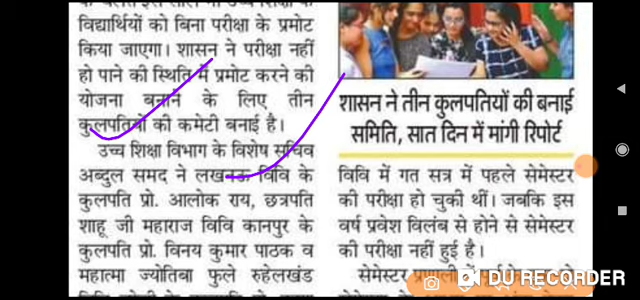 विद्यार्थियों को बिना परीक्षा के प्रमोट
किया जाएगा। शासन ने परीक्षा नहीं
हो पाने की स्थिति में प्रमोट करने की
योजना बनाने के लिए तीन
कुलपतियों की कमेटी बनाई है।
उच्च शिक्षा विभाग के विशेष सचिव
अब्दुल समद ने लखनऊ विवि के
कुलपति प्रो. आलोक राय, छत्रपति
शाहू जी महाराज विवि कानपुर के
कुलपति प्रो. विनय कुमार पाठक व
महात्मा ज्योतिबा फुले रुहेलखंड
शासन ने तीन कुलपतियों की बनाई
समिति, सात दिन में मांगी रिपोर्ट
विवि में गत सत्र में पहले सेमेस्टर
की परीक्षा हो चुकी थीं। जबकि इस
वर्ष प्रवेश विलंब से होने से सेमेस्टर
की परीक्षा नहीं हुई है।
सेमेस्टर
DU RECORDER